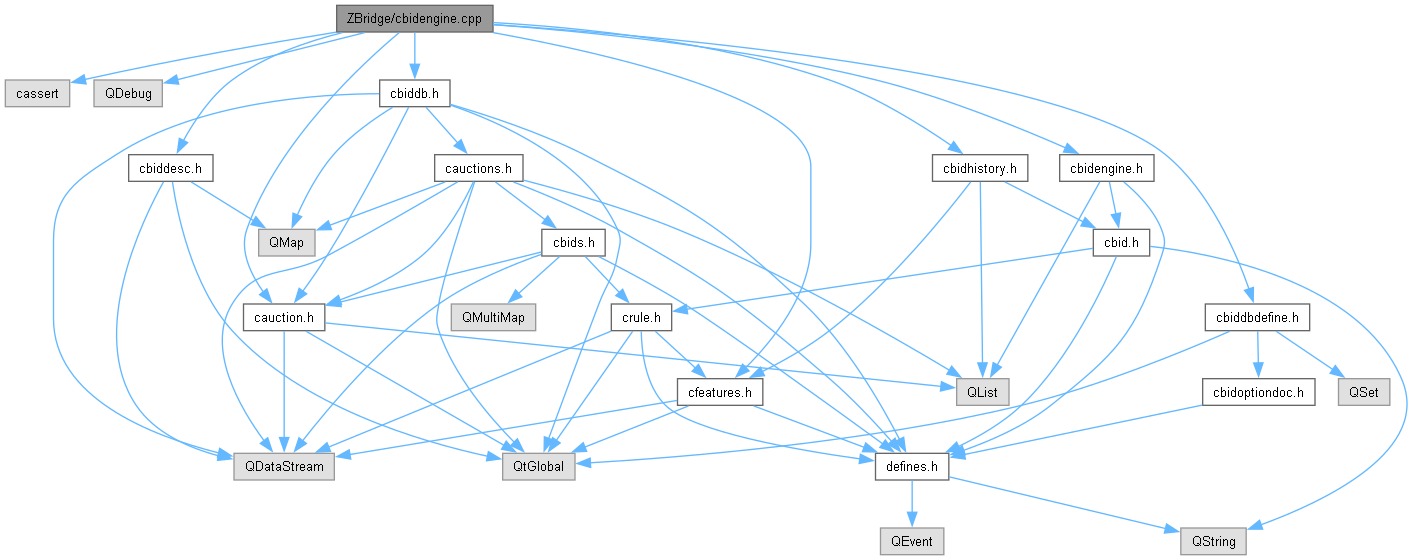 ZBridge/cbidengine.cpp
cassert
QDebug
cbiddb.h
cbiddesc.h
cauctions.h
cbidhistory.h
cbidengine.h
QMap
cbids.h
cbid.h
cauction.h
QMultiMap
crule.h
cbiddbdefine.h
cfeatures.h
QList
cbidoptiondoc.h
QSet
QDataStream
QtGlobal
defines.h
QEvent
QString